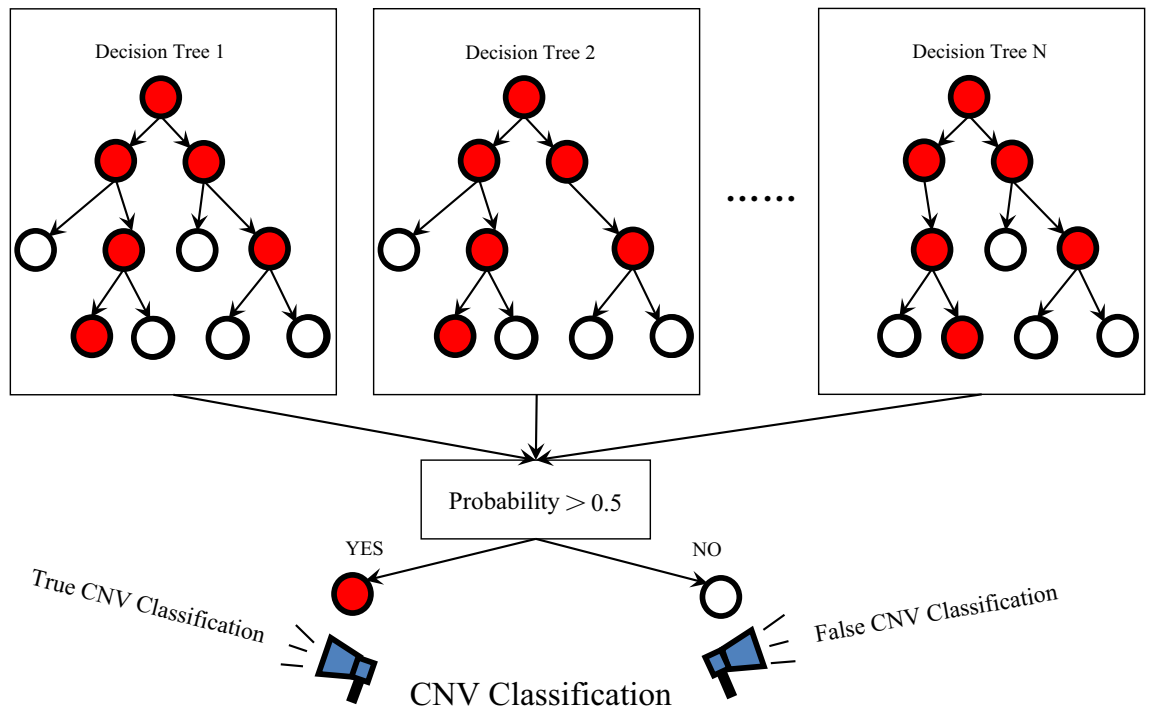 Decision Tree 1
Decision Tree 2
Decision Tree N
......
Probability > 0.5
YES
NO
True CNV Classification
False CNV Classification
CNV Classification